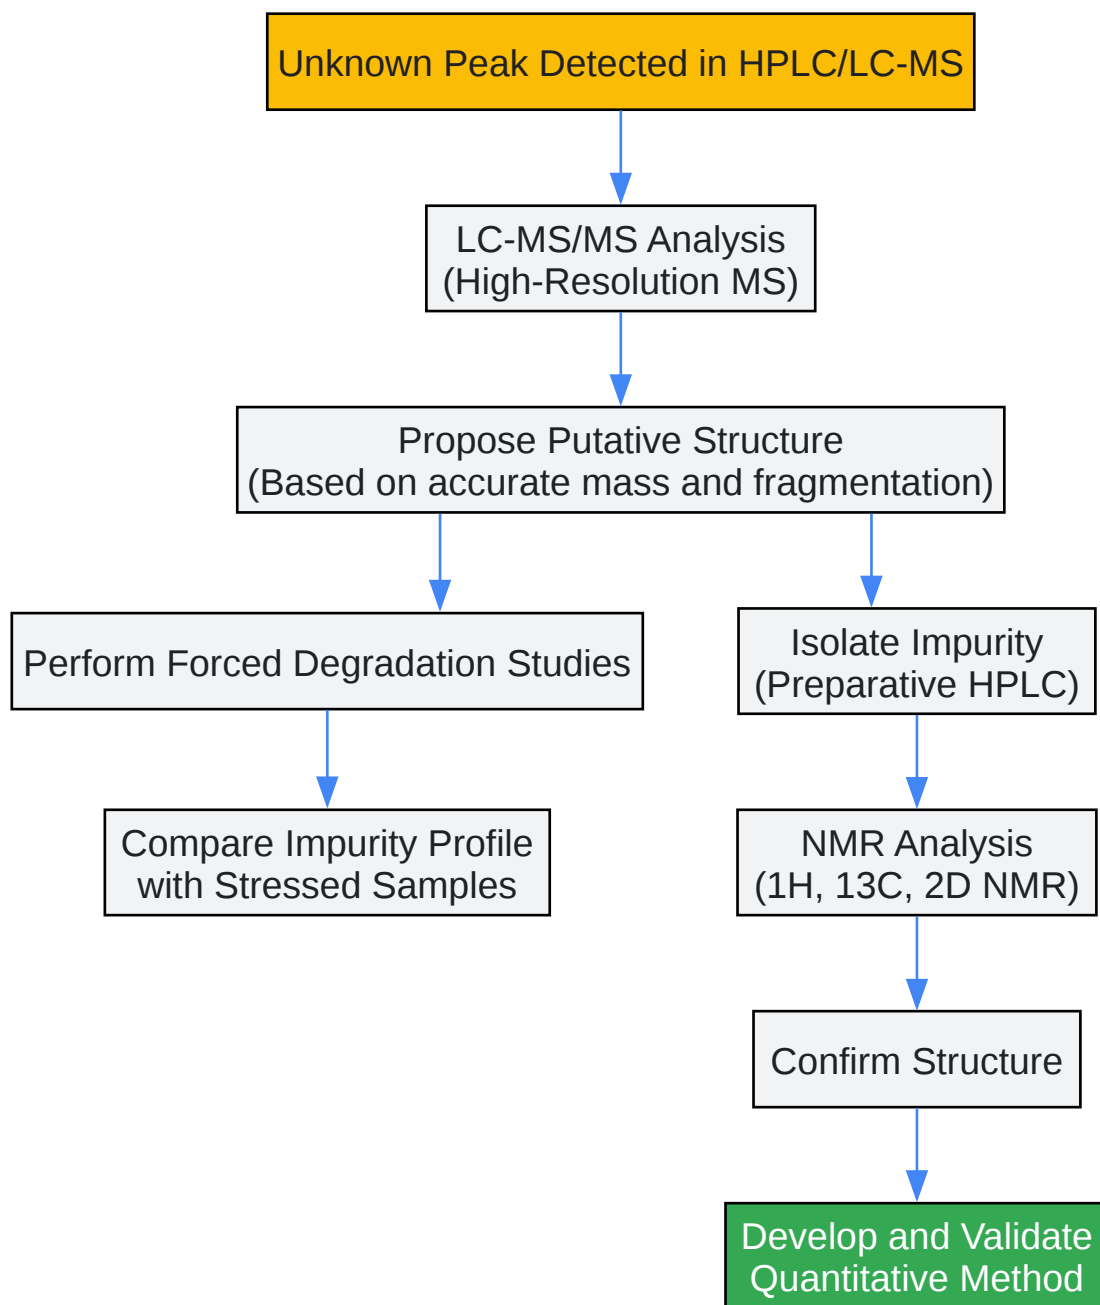 Unknown Peak Detected in HPLC/LC-MS
LC-MS/MS Analysis
(High-Resolution MS)
Propose Putative Structure
(Based on accurate mass and fragmentation)
Perform Forced Degradation Studies
Isolate Impurity
(Preparative HPLC)
Compare Impurity Profile
with Stressed Samples
NMR Analysis
(1H, 13C, 2D NMR)
Confirm Structure
Develop and Validate
Quantitative Method